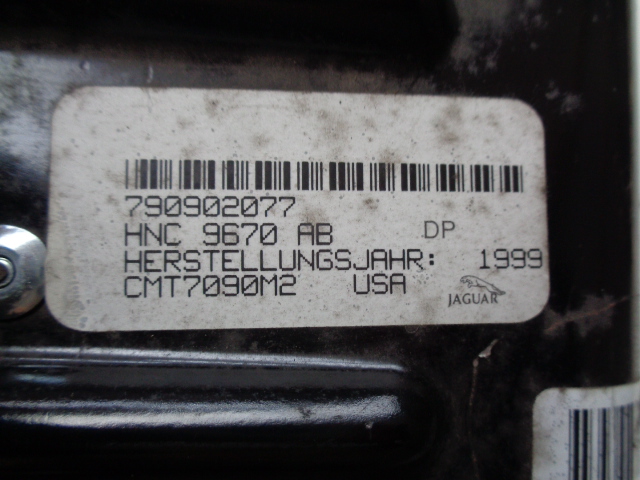 790902077
HNC 9670 AB DP
HERSTELLUNGSJAHR: 1999
CMT7090M2 USA JAGUAR